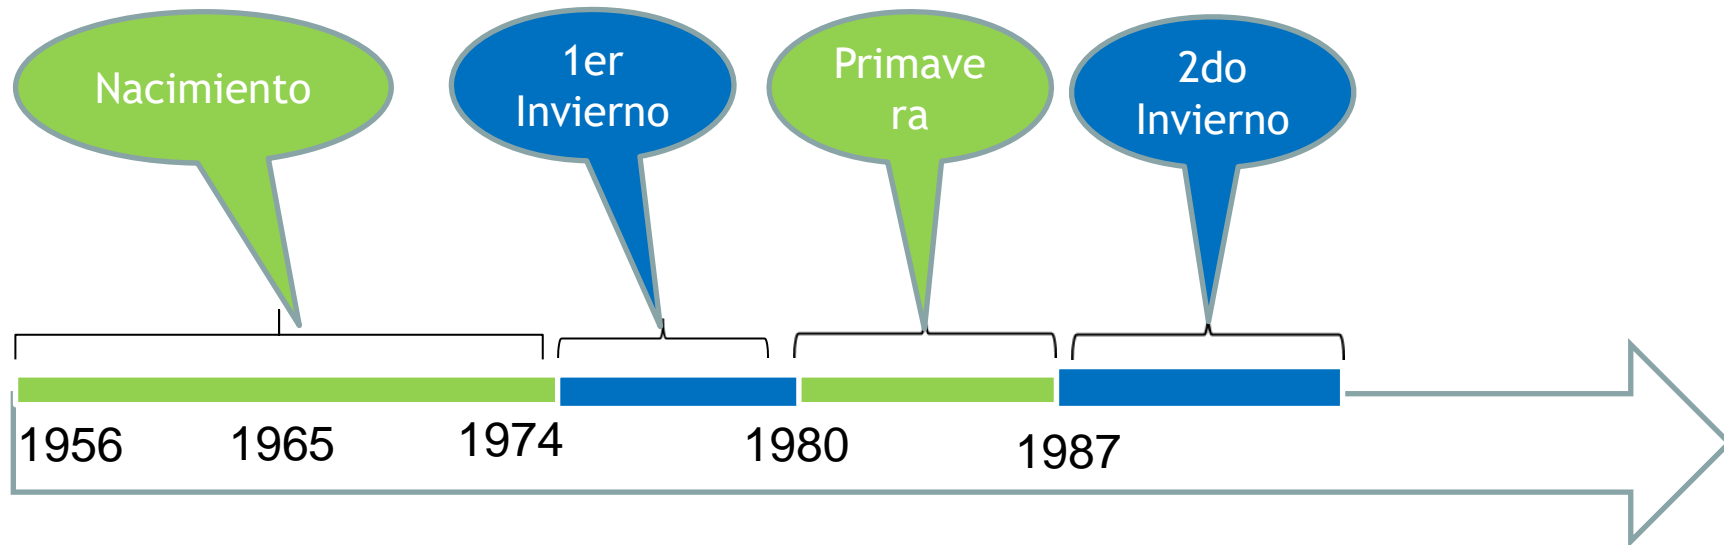 Nacimiento
1er
Invierno
Primave
ra
2do
Invierno
1956
1965
1974
1980
1987